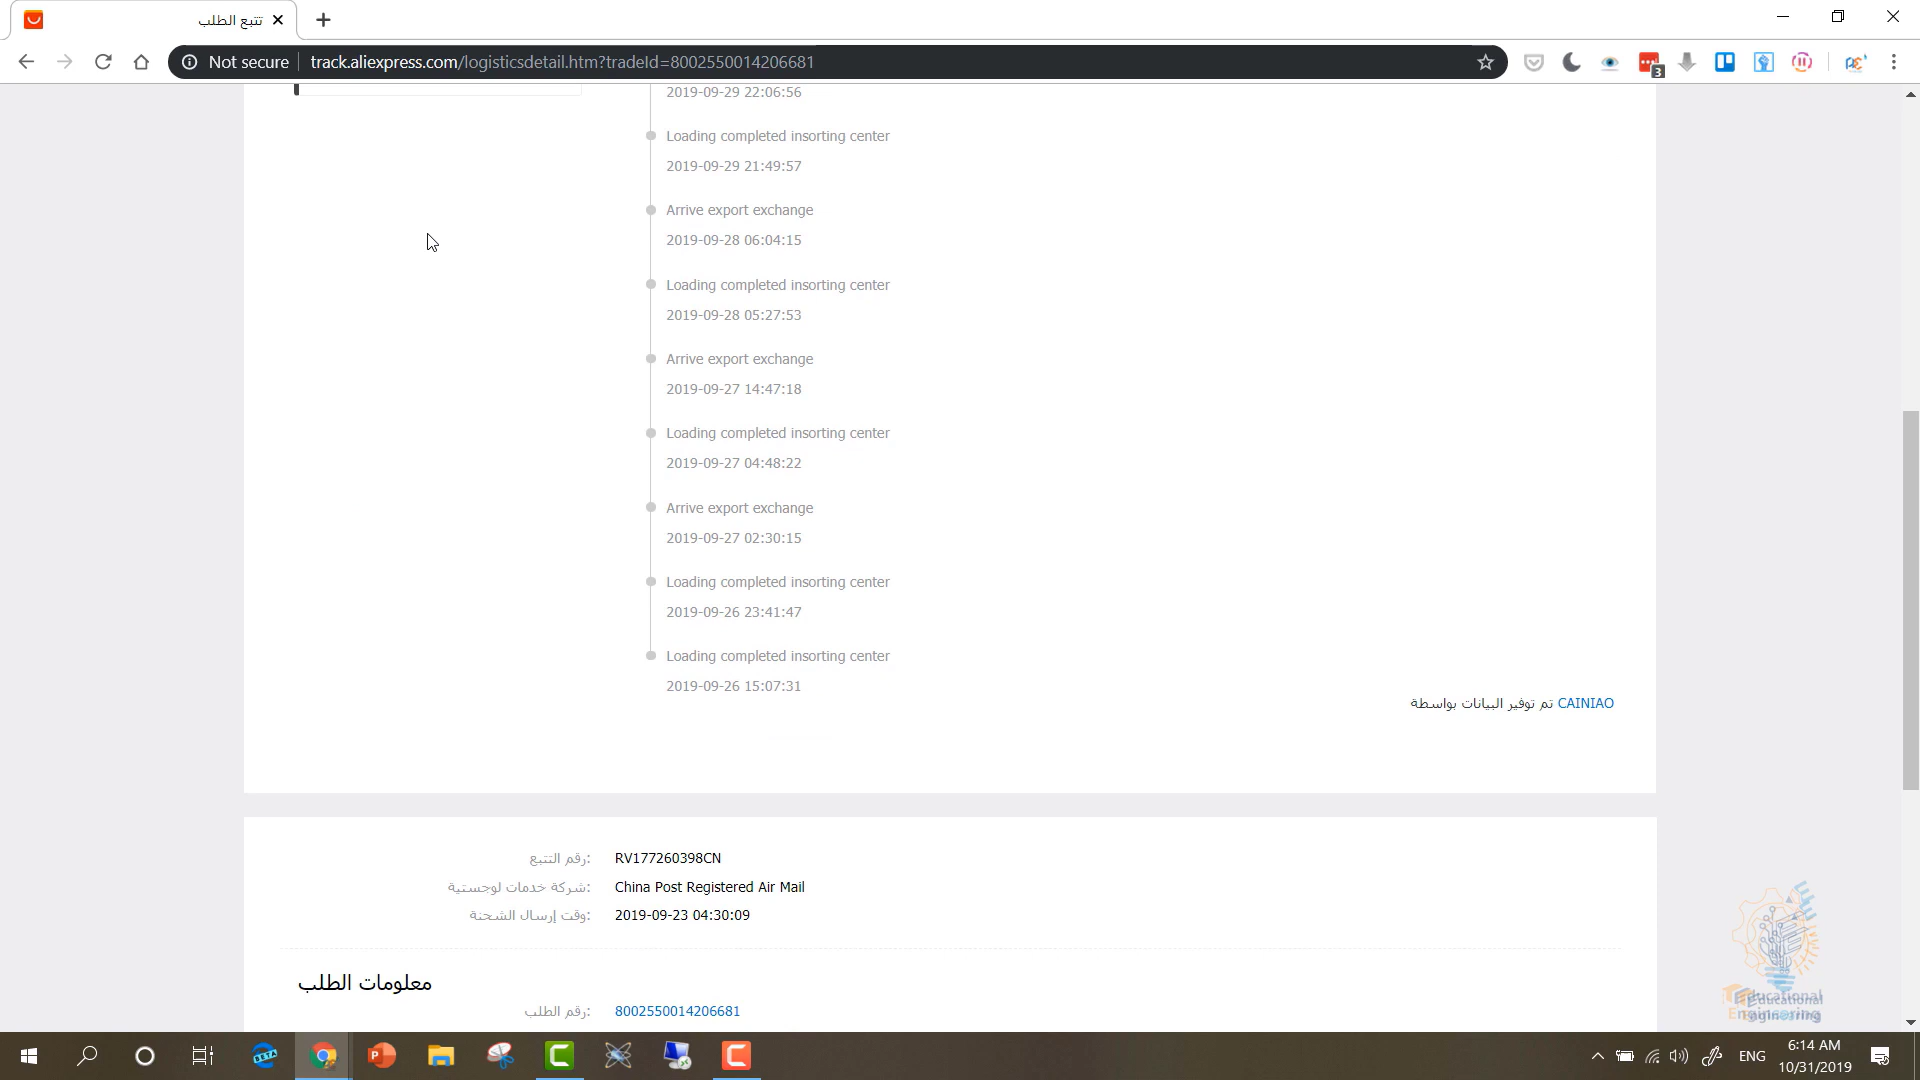 تتبع الطلب
Not secure
track.aliexpress.com/logisticsdetail.htm?tradeId=8002550014206681
3
2019-09-29 22:06:56
Loading completed insorting center
2019-09-29 21:49:57
Arrive export exchange
2019-09-28 06:04:15
Loading completed insorting center
2019-09-28 05:27:53
Arrive export exchange
2019-09-27 14:47:18
Loading completed insorting center
2019-09-27 04:48:22
Arrive export exchange
2019-09-27 02:30:15
Loading completed insorting center
2019-09-26 23:41:47
Loading completed insorting center
2019-09-26 15:07:31
تم توفير البيانات بواسطة CAINIAO
رقم التتبع: RV177260398CN
شركة خدمات لوجستية: China Post Registered Air Mail
وقت إرسال الشحنة: 2019-09-23 04:30:09
معلومات الطلب
رقم الطلب: 8002550014206681
Educational
Engineering
BETA
ENG
6:14 AM
10/31/2019